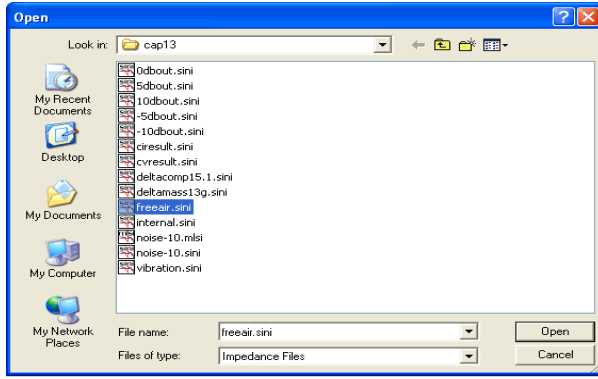 Open
Look in:
cap13
My Recent
Documents
Desktop
My Documents
My Computer
My Network
Places
0dbout.sini
5dbout.sini
10dbout.sini
-5dbout.sini
-10dbout.sini
ciresult.sini
cvresult.sini
deltacomp15.1.sini
deltamass13g.sini
freeair.sini
internal.sini
noise-10.mlsi
noise-10.sini
vibration.sini
File name:
freeair.sini
Open
Files of type:
Impedance Files
Cancel